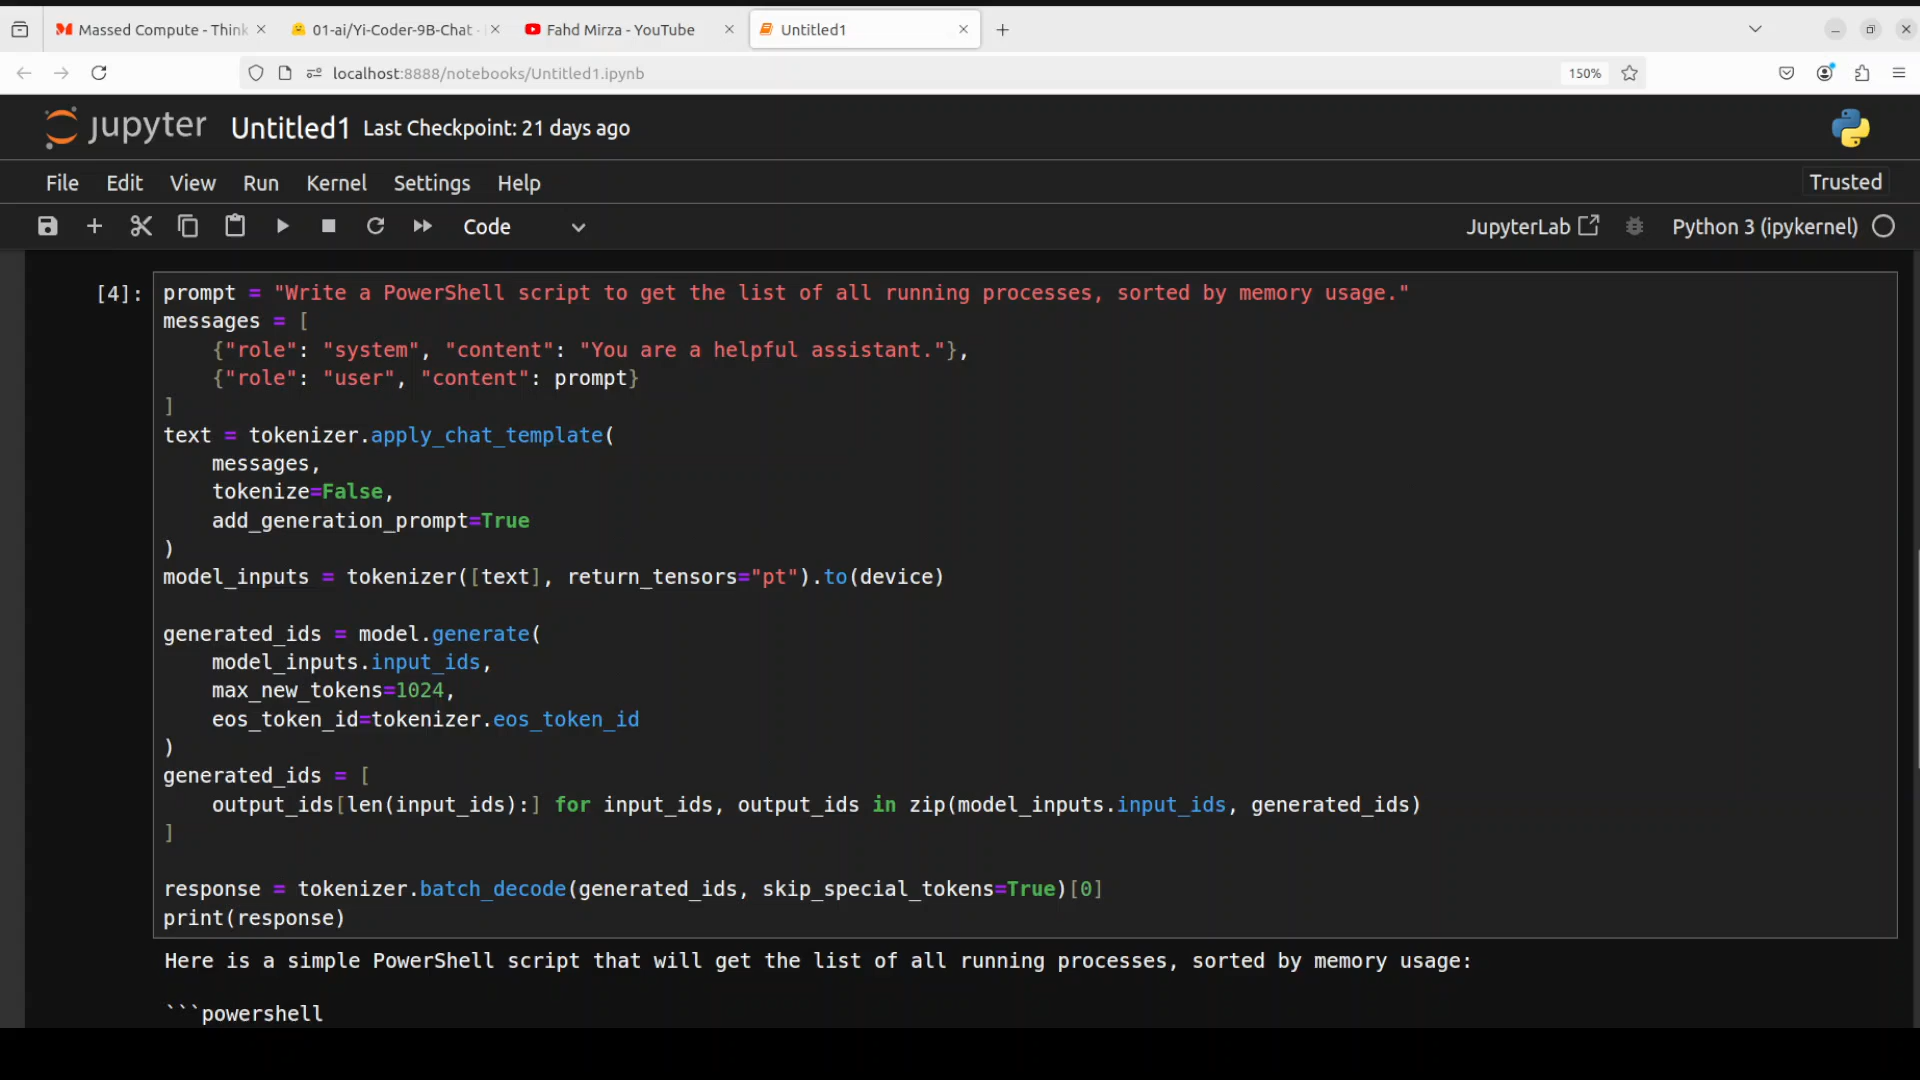 Massed Compute - Think
01-ai/Yi-Coder-9B-Chat -
Fahd Mirza - YouTube
Untitled1
localhost:8888/notebooks/Untitled1.ipynb
150%
jupyter Untitled1 Last Checkpoint: 21 days ago
File Edit View Run Kernel Settings Help Trusted
Code JupyterLab Python 3 (ipykernel)
[4]: prompt = "Write a PowerShell script to get the list of all running processes, sorted by memory usage."
messages = [
    {"role": "system", "content": "You are a helpful assistant."},
    {"role": "user", "content": prompt}
]
text = tokenizer.apply_chat_template(
    messages,
    tokenize=False,
    add_generation_prompt=True
)
model_inputs = tokenizer([text], return_tensors="pt").to(device)
generated_ids = model.generate(
    model_inputs.input_ids,
    max_new_tokens=1024,
    eos_token_id=tokenizer.eos_token_id
)
generated_ids = [
    output_ids[len(input_ids):] for input_ids, output_ids in zip(model_inputs.input_ids, generated_ids)
]
response = tokenizer.batch_decode(generated_ids, skip_special_tokens=True)[0]
print(response)
Here is a simple PowerShell script that will get the list of all running processes, sorted by memory usage:
```powershell